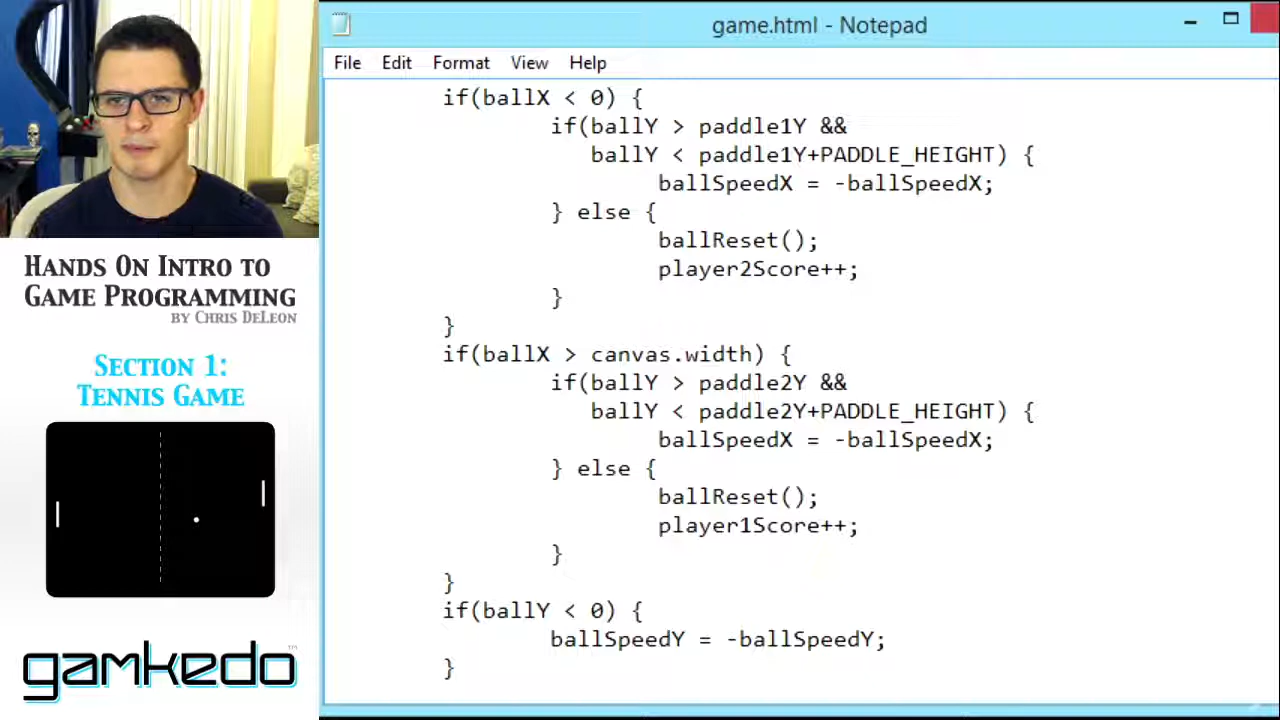 game.html - Notepad
File Edit Format View Help
if(ballX < 0) {
if(ballY > paddle1Y &&
ballY < paddle1Y+PADDLE_HEIGHT) {
ballSpeedX = -ballSpeedX;
} else {
ballReset();
player2Score++;
}
}
if(ballX > canvas.width) {
if(ballY > paddle2Y &&
ballY < paddle2Y+PADDLE_HEIGHT) {
ballSpeedX = -ballSpeedX;
} else {
ballReset();
player1Score++;
}
}
if(ballY < 0) {
ballSpeedY = -ballSpeedY;
}
Hands On Intro to
Game Programming
by Chris DeLeon
Section 1:
Tennis Game
gamkedo™